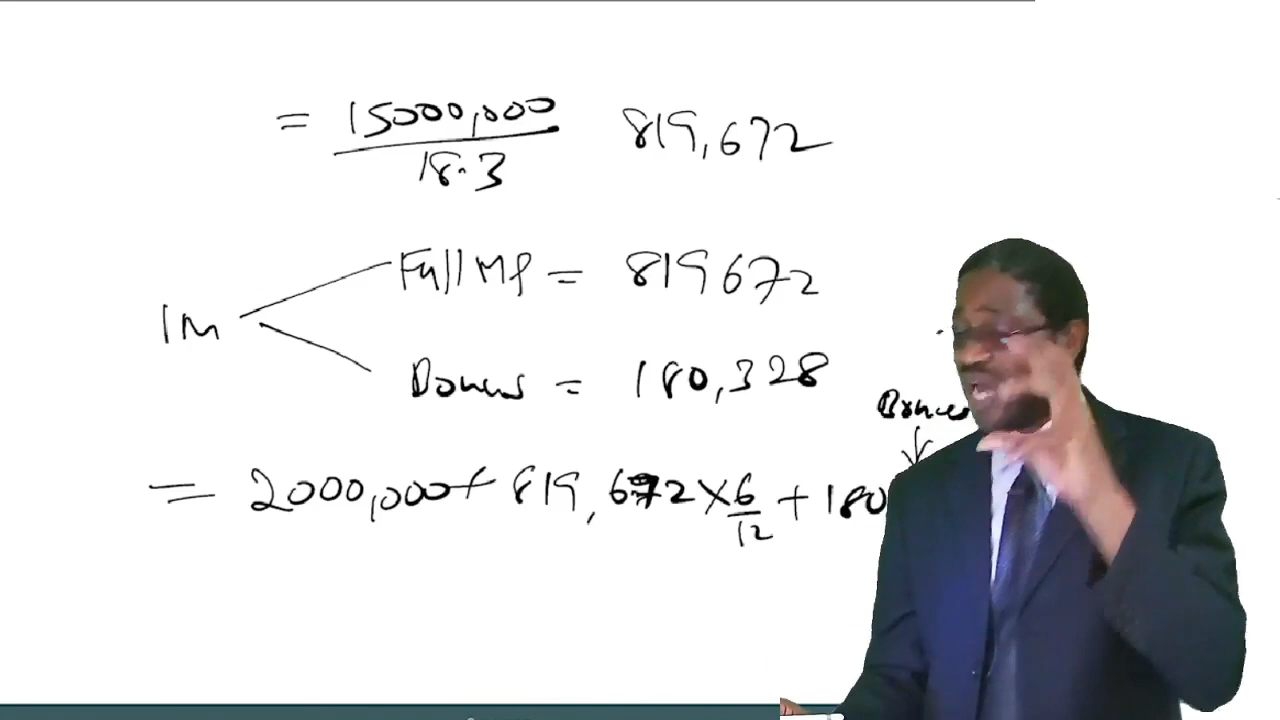 = 15000,000 / 18.3 819,672
Full MP = 819672
1M
Bonus = 180,328
Bonus
= 2000,000 + 819,672 × 6/12 + 180